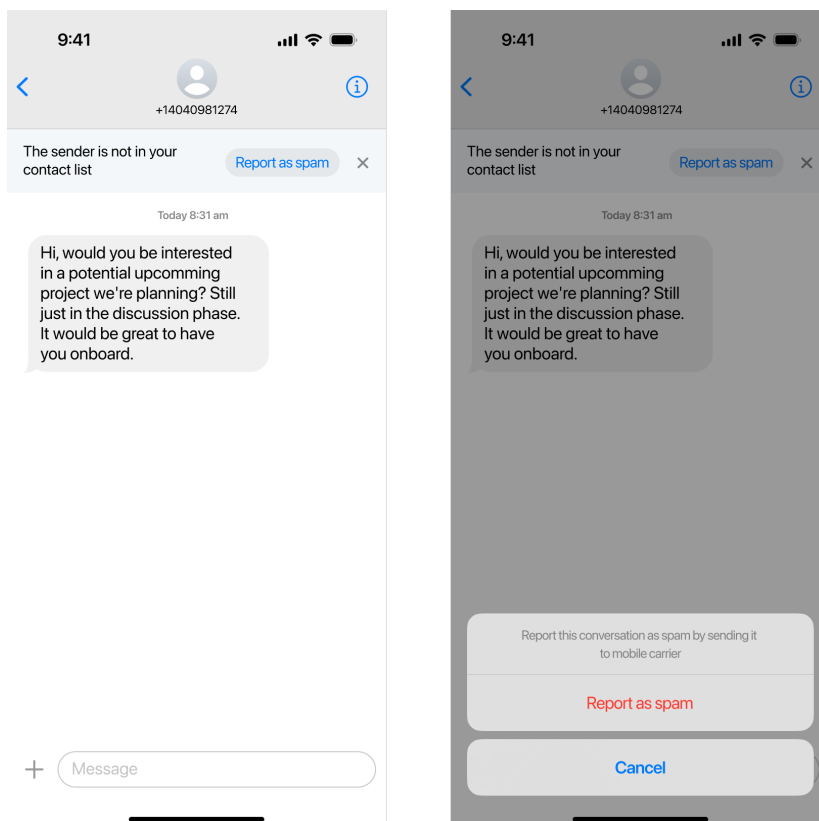 9:41
+14040981274
The sender is not in your
contact list
Report as spam
Today 8:31 am
Hi, would you be interested
in a potential upcomming
project we're planning? Still
just in the discussion phase.
It would be great to have
you onboard.
Message
9:41
+14040981274
The sender is not in your
contact list
Report as spam
Today 8:31 am
Hi, would you be interested
in a potential upcomming
project we're planning? Still
just in the discussion phase.
It would be great to have
you onboard.
Report this conversation as spam by sending it
to mobile carrier
Report as spam
Cancel